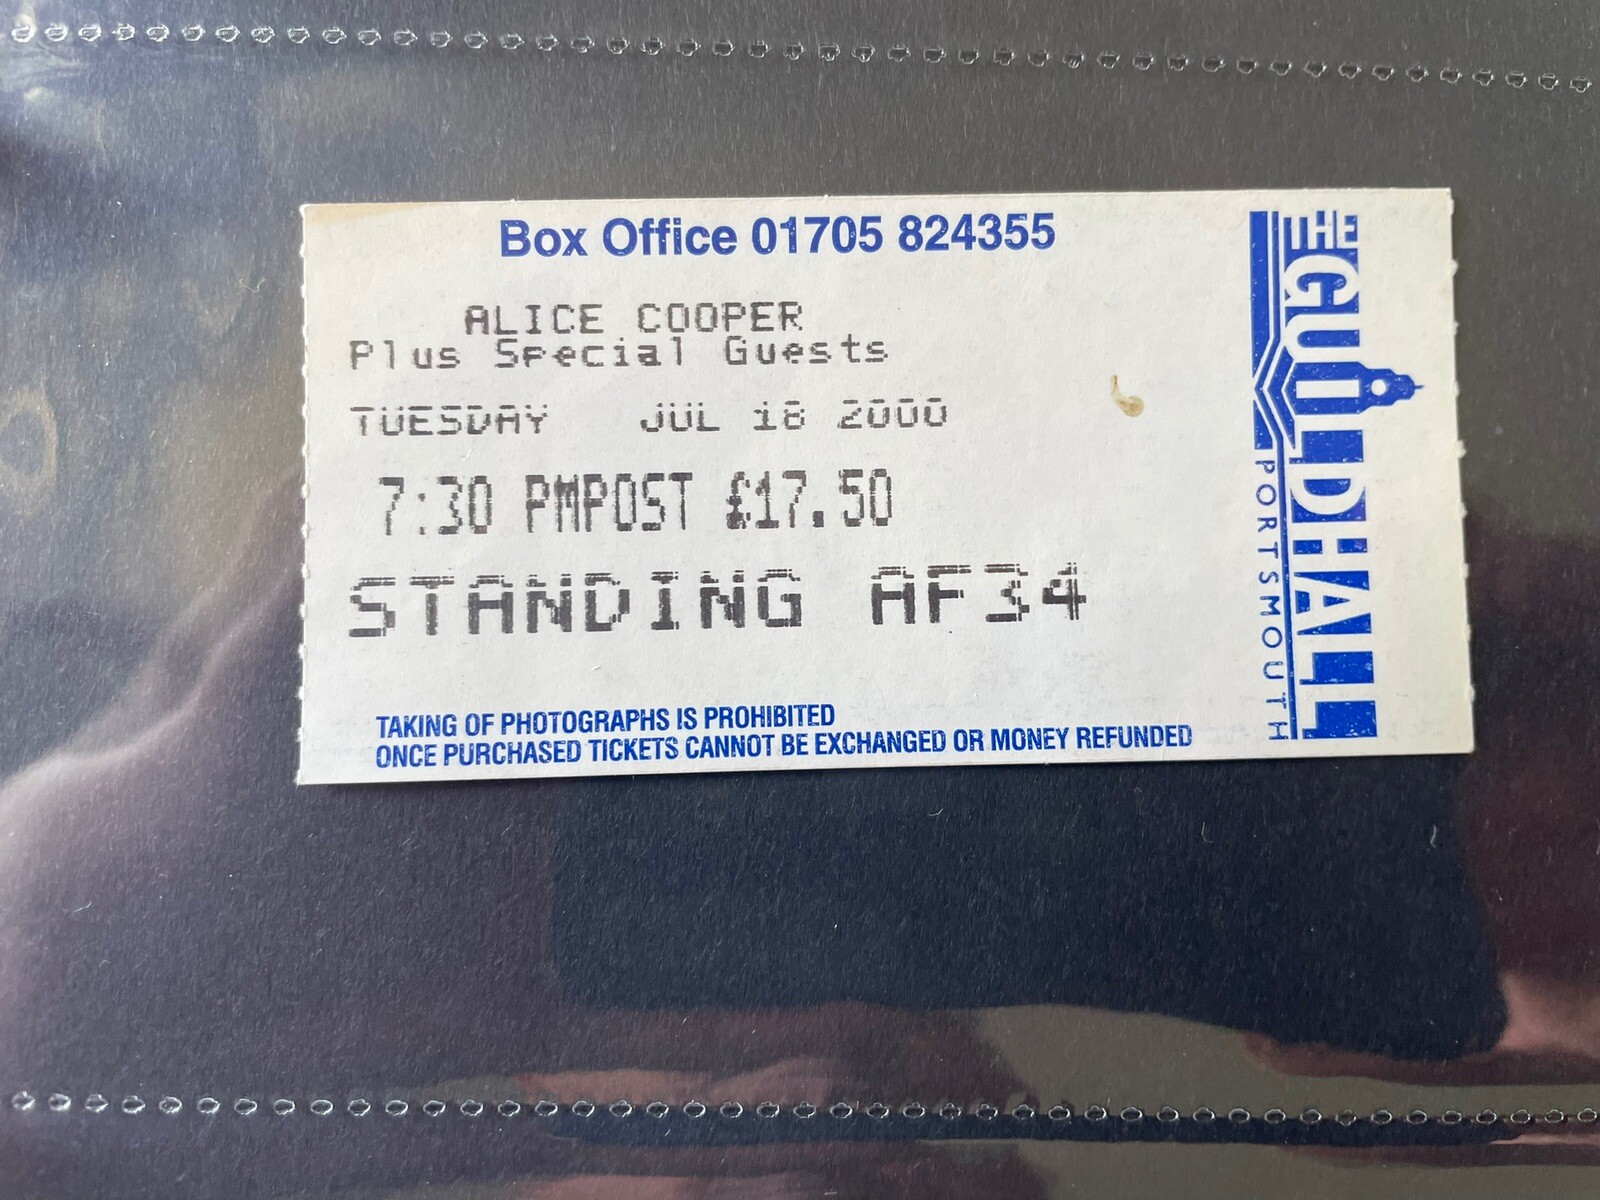 Box Office 01705 824355
ALICE COOPER
Plus Special Guests
TUESDAY JUL 18 2000
7:30 PMPOST £17.50
STANDING AF34
TAKING OF PHOTOGRAPHS IS PROHIBITED
ONCE PURCHASED TICKETS CANNOT BE EXCHANGED OR MONEY REFUNDED
THE GUILDHALL
PORTSMOUTH